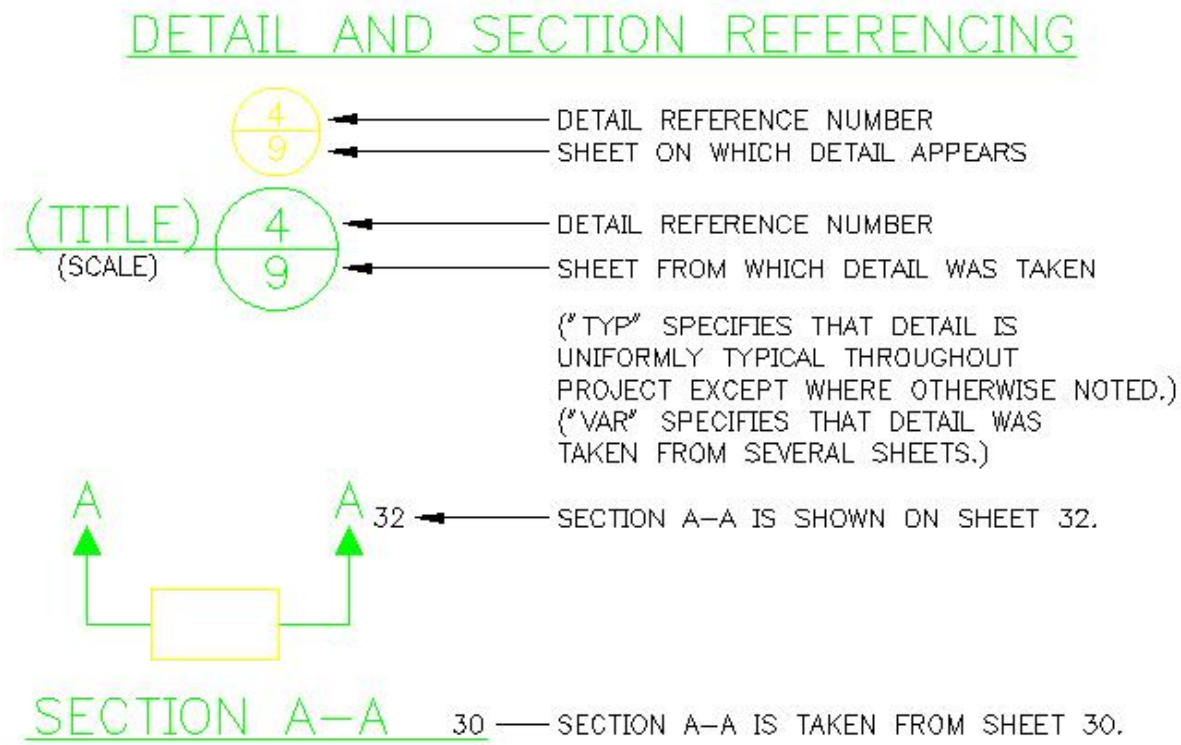 DETAIL AND SECTION REFERENCING
4 DETAIL REFERENCE NUMBER
9 SHEET ON WHICH DETAIL APPEARS
(TITLE) 4 DETAIL REFERENCE NUMBER
(SCALE) 9 SHEET FROM WHICH DETAIL WAS TAKEN
("TYP" SPECIFIES THAT DETAIL IS
UNIFORMLY TYPICAL THROUGHOUT
PROJECT EXCEPT WHERE OTHERWISE NOTED.)
("VAR" SPECIFIES THAT DETAIL WAS
TAKEN FROM SEVERAL SHEETS.)
A A 32 SECTION A-A IS SHOWN ON SHEET 32.
SECTION A-A 30 SECTION A-A IS TAKEN FROM SHEET 30.